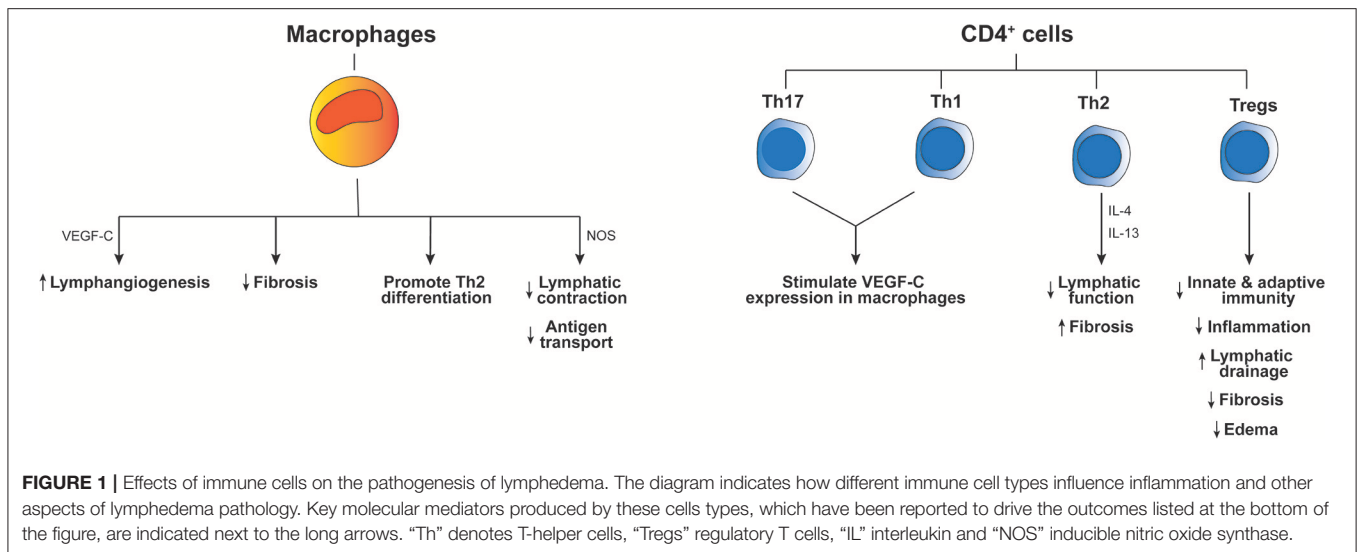 Macrophages
VEGF-C
NOS
↑ Lymphangiogenesis
↓ Fibrosis
Promote Th2
differentiation
↓ Lymphatic
contraction
↓ Antigen
transport
CD4⁺ cells
Th17
Th1
Th2
Tregs
IL-4
IL-13
Stimulate VEGF-C
expression in macrophages
↓ Lymphatic
function
↑ Fibrosis
↓ Innate & adaptive
immunity
↓ Inflammation
↑ Lymphatic
drainage
↓ Fibrosis
↓ Edema
FIGURE 1 | Effects of immune cells on the pathogenesis of lymphedema. The diagram indicates how different immune cell types influence inflammation and other
aspects of lymphedema pathology. Key molecular mediators produced by these cells types, which have been reported to drive the outcomes listed at the bottom of
the figure, are indicated next to the long arrows. “Th” denotes T-helper cells, “Tregs” regulatory T cells, “IL” interleukin and “NOS” inducible nitric oxide synthase.